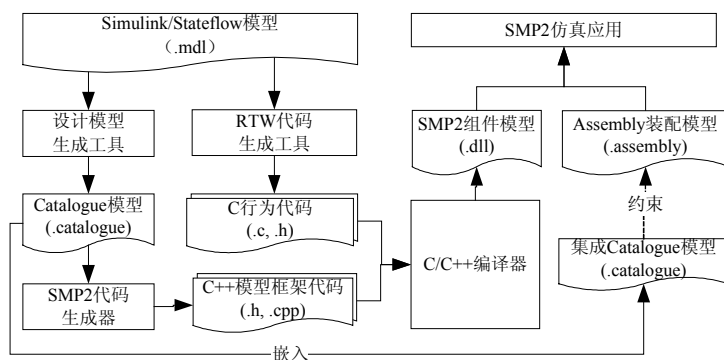 Simulink/Stateflow模型
（.mdl）
SMP2仿真应用
设计模型
生成工具
RTW代码
生成工具
SMP2组件模型
(.dll)
Assembly装配模型
(.assembly)
Catalogue模型
(.catalogue)
C行为代码
(.c, .h)
C/C++编译器
约束
集成Catalogue模型
(.catalogue)
SMP2代码
生成器
C++模型框架代码
(.h, .cpp)
嵌入